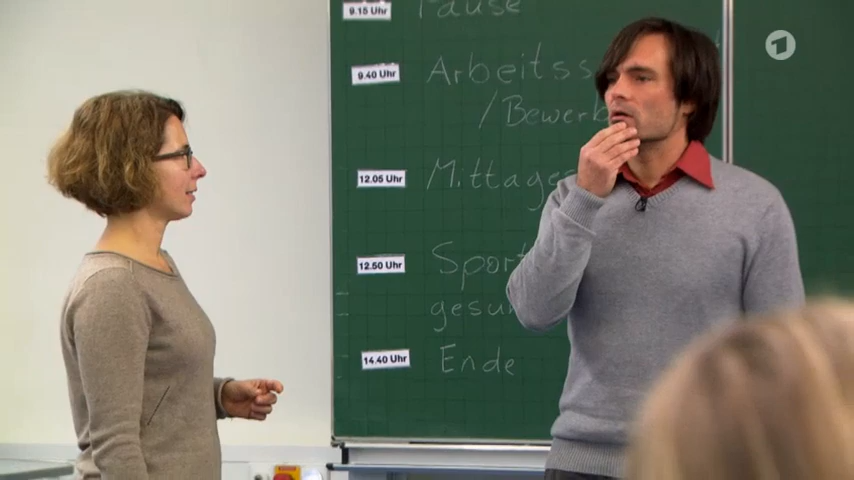 9.15 Uhr Pause
9.40 Uhr Arbeitss
/Bewerb
12.05 Uhr Mittages
12.50 Uhr Sport
gesun
14.40 Uhr Ende
1